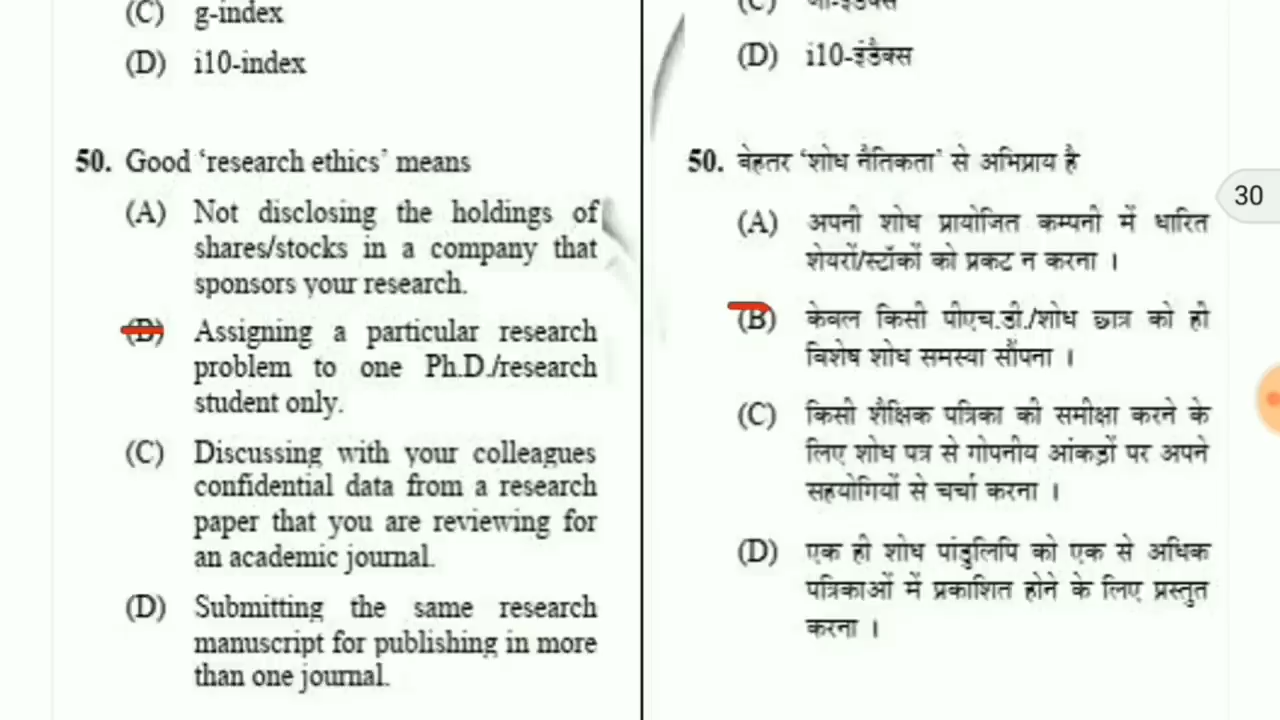 (C) g-index
(D) i10-index
50. Good ‘research ethics’ means
(A) Not disclosing the holdings of
shares/stocks in a company that
sponsors your research.
(B) Assigning a particular research
problem to one Ph.D./research
student only.
(C) Discussing with your colleagues
confidential data from a research
paper that you are reviewing for
an academic journal.
(D) Submitting the same research
manuscript for publishing in more
than one journal.
(C) जी-इंडैक्स
(D) i10-इंडैक्स
50. बेहतर ‘शोध नैतिकता’ से अभिप्राय है
(A) अपनी शोध प्रायोजित कम्पनी में धारित
शेयरों/स्टॉकों को प्रकट न करना ।
(B) केवल किसी पीएच.डी./शोध छात्र को ही
विशेष शोध समस्या सौंपना ।
(C) किसी शैक्षिक पत्रिका की समीक्षा करने के
लिए शोध पत्र से गोपनीय आंकड़ों पर अपने
सहयोगियों से चर्चा करना ।
(D) एक ही शोध पांडुलिपि को एक से अधिक
पत्रिकाओं में प्रकाशित होने के लिए प्रस्तुत
करना ।
30